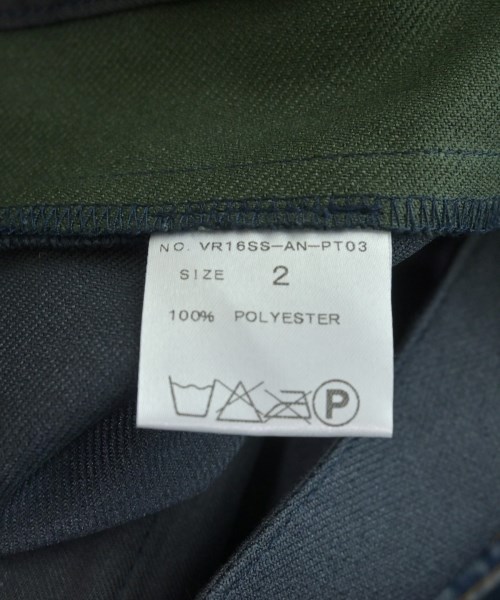 NO. VR16SS-AN-PT03
SIZE 2
100% POLYESTER
P